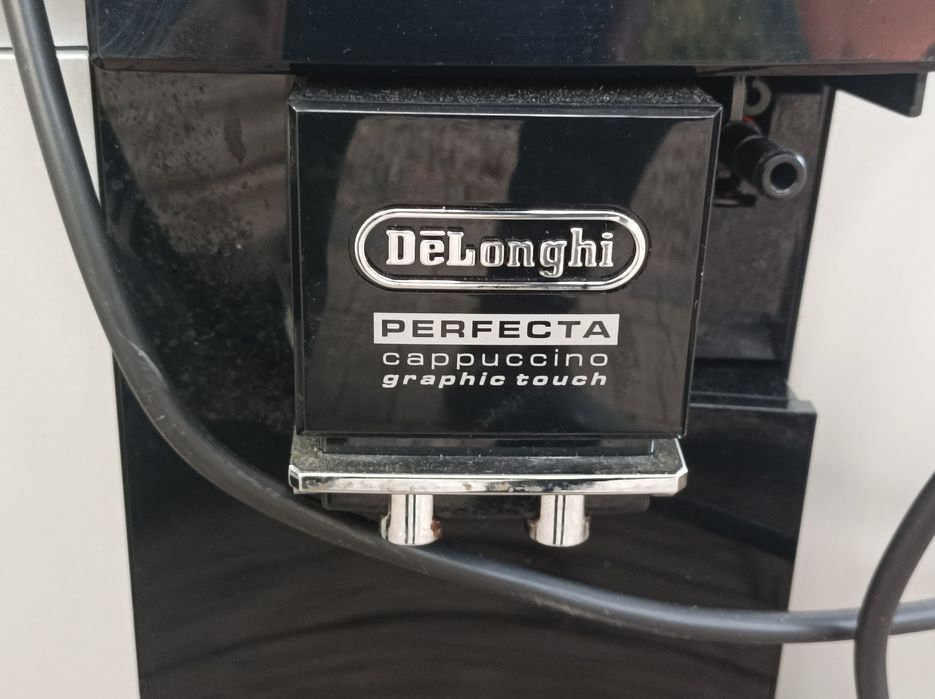 DēLonghi
PERFECTA
cappuccino
graphic touch